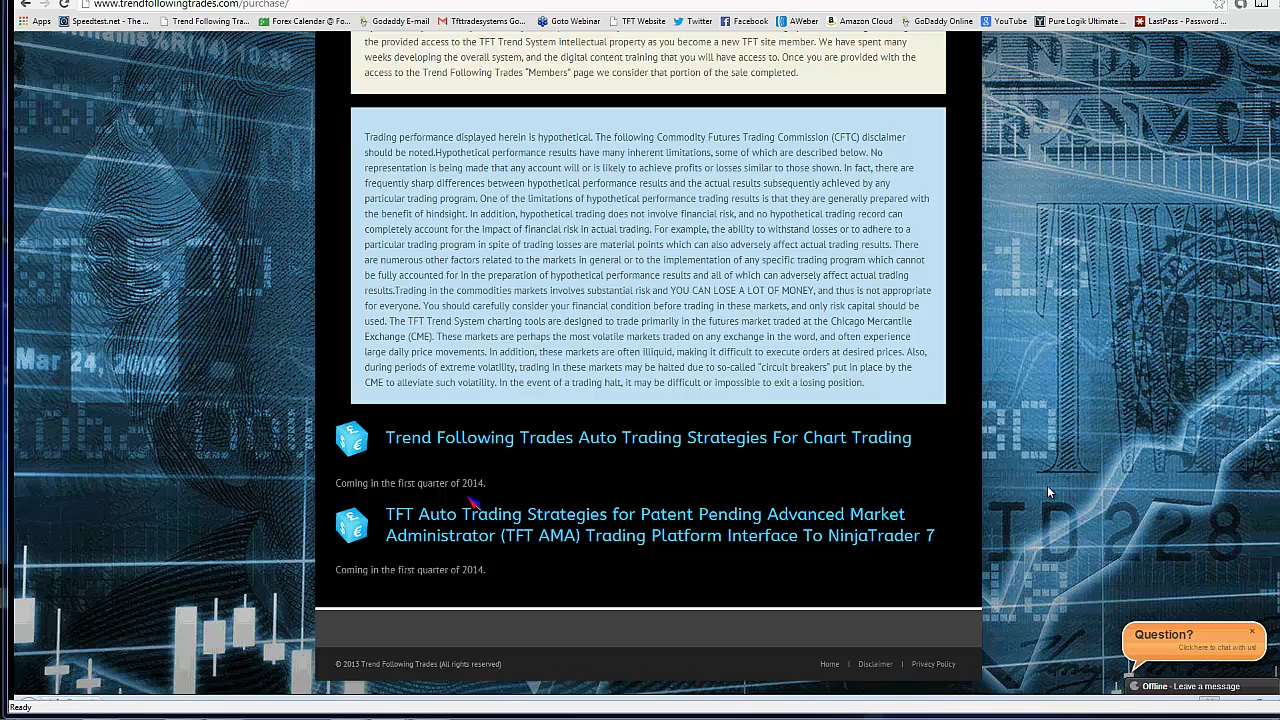 www.trendfollowingtrades.com/purchase/
Apps Speedtest.net - The ... Trend Following Tra... Forex Calendar @ Fo... Godaddy E-mail Tfttradesystems Go... Goto Webinar TFT Website Twitter Facebook AWeber Amazon Cloud GoDaddy Online YouTube Pure Logik Ultimate ... LastPass - Password ...
the provided access to the TFT Trend System intellectual property as you become a new TFT site member. We have spent many
weeks developing the overall system, and the digital content training that you will have access to.Once you are provided with the
access to the Trend Following Trades "Members" page we consider that portion of the sale completed.
Trading performance displayed herein is hypothetical. The following Commodity Futures Trading Commission (CFTC) disclaimer
should be noted.Hypothetical performance results have many inherent limitations, some of which are described below. No
representation is being made that any account will or is likely to achieve profits or losses similar to those shown. In fact, there are
frequently sharp differences between hypothetical performance results and the actual results subsequently achieved by any
particular trading program. One of the limitations of hypothetical performance trading results is that they are generally prepared with
the benefit of hindsight. In addition, hypothetical trading does not involve financial risk, and no hypothetical trading record can
completely account for the impact of financial risk in actual trading. For example, the ability to withstand losses or to adhere to a
particular trading program in spite of trading losses are material points which can also adversely affect actual trading results. There
are numerous other factors related to the markets in general or to the implementation of any specific trading program which cannot
be fully accounted for in the preparation of hypothetical performance results and all of which can adversely affect actual trading
results.Trading in the commodities markets involves substantial risk and YOU CAN LOSE A LOT OF MONEY, and thus is not appropriate
for everyone. You should carefully consider your financial condition before trading in these markets, and only risk capital should be
used. The TFT Trend System charting tools are designed to trade primarily in the futures market traded at the Chicago Mercantile
Exchange (CME). These markets are perhaps the most volatile markets traded on any exchange in the word, and often experience
large daily price movements. In addition, these markets are often illiquid, making it difficult to execute orders at desired prices. Also,
during periods of extreme volatility, trading in these markets may be halted due to so-called "circuit breakers" put in place by the
CME to alleviate such volatility. In the event of a trading halt, it may be difficult or impossible to exit a losing position.
Trend Following Trades Auto Trading Strategies For Chart Trading
Coming in the first quarter of 2014.
TFT Auto Trading Strategies for Patent Pending Advanced Market
Administrator (TFT AMA) Trading Platform Interface To NinjaTrader 7
Coming in the first quarter of 2014.
© 2013 Trend Following Trades (All rights reserved)
Home | Disclaimer | Privacy Policy
Mar 24, 2009
ID 228
Question? ×
Click here to chat with us!
Offline - Leave a message
Ready